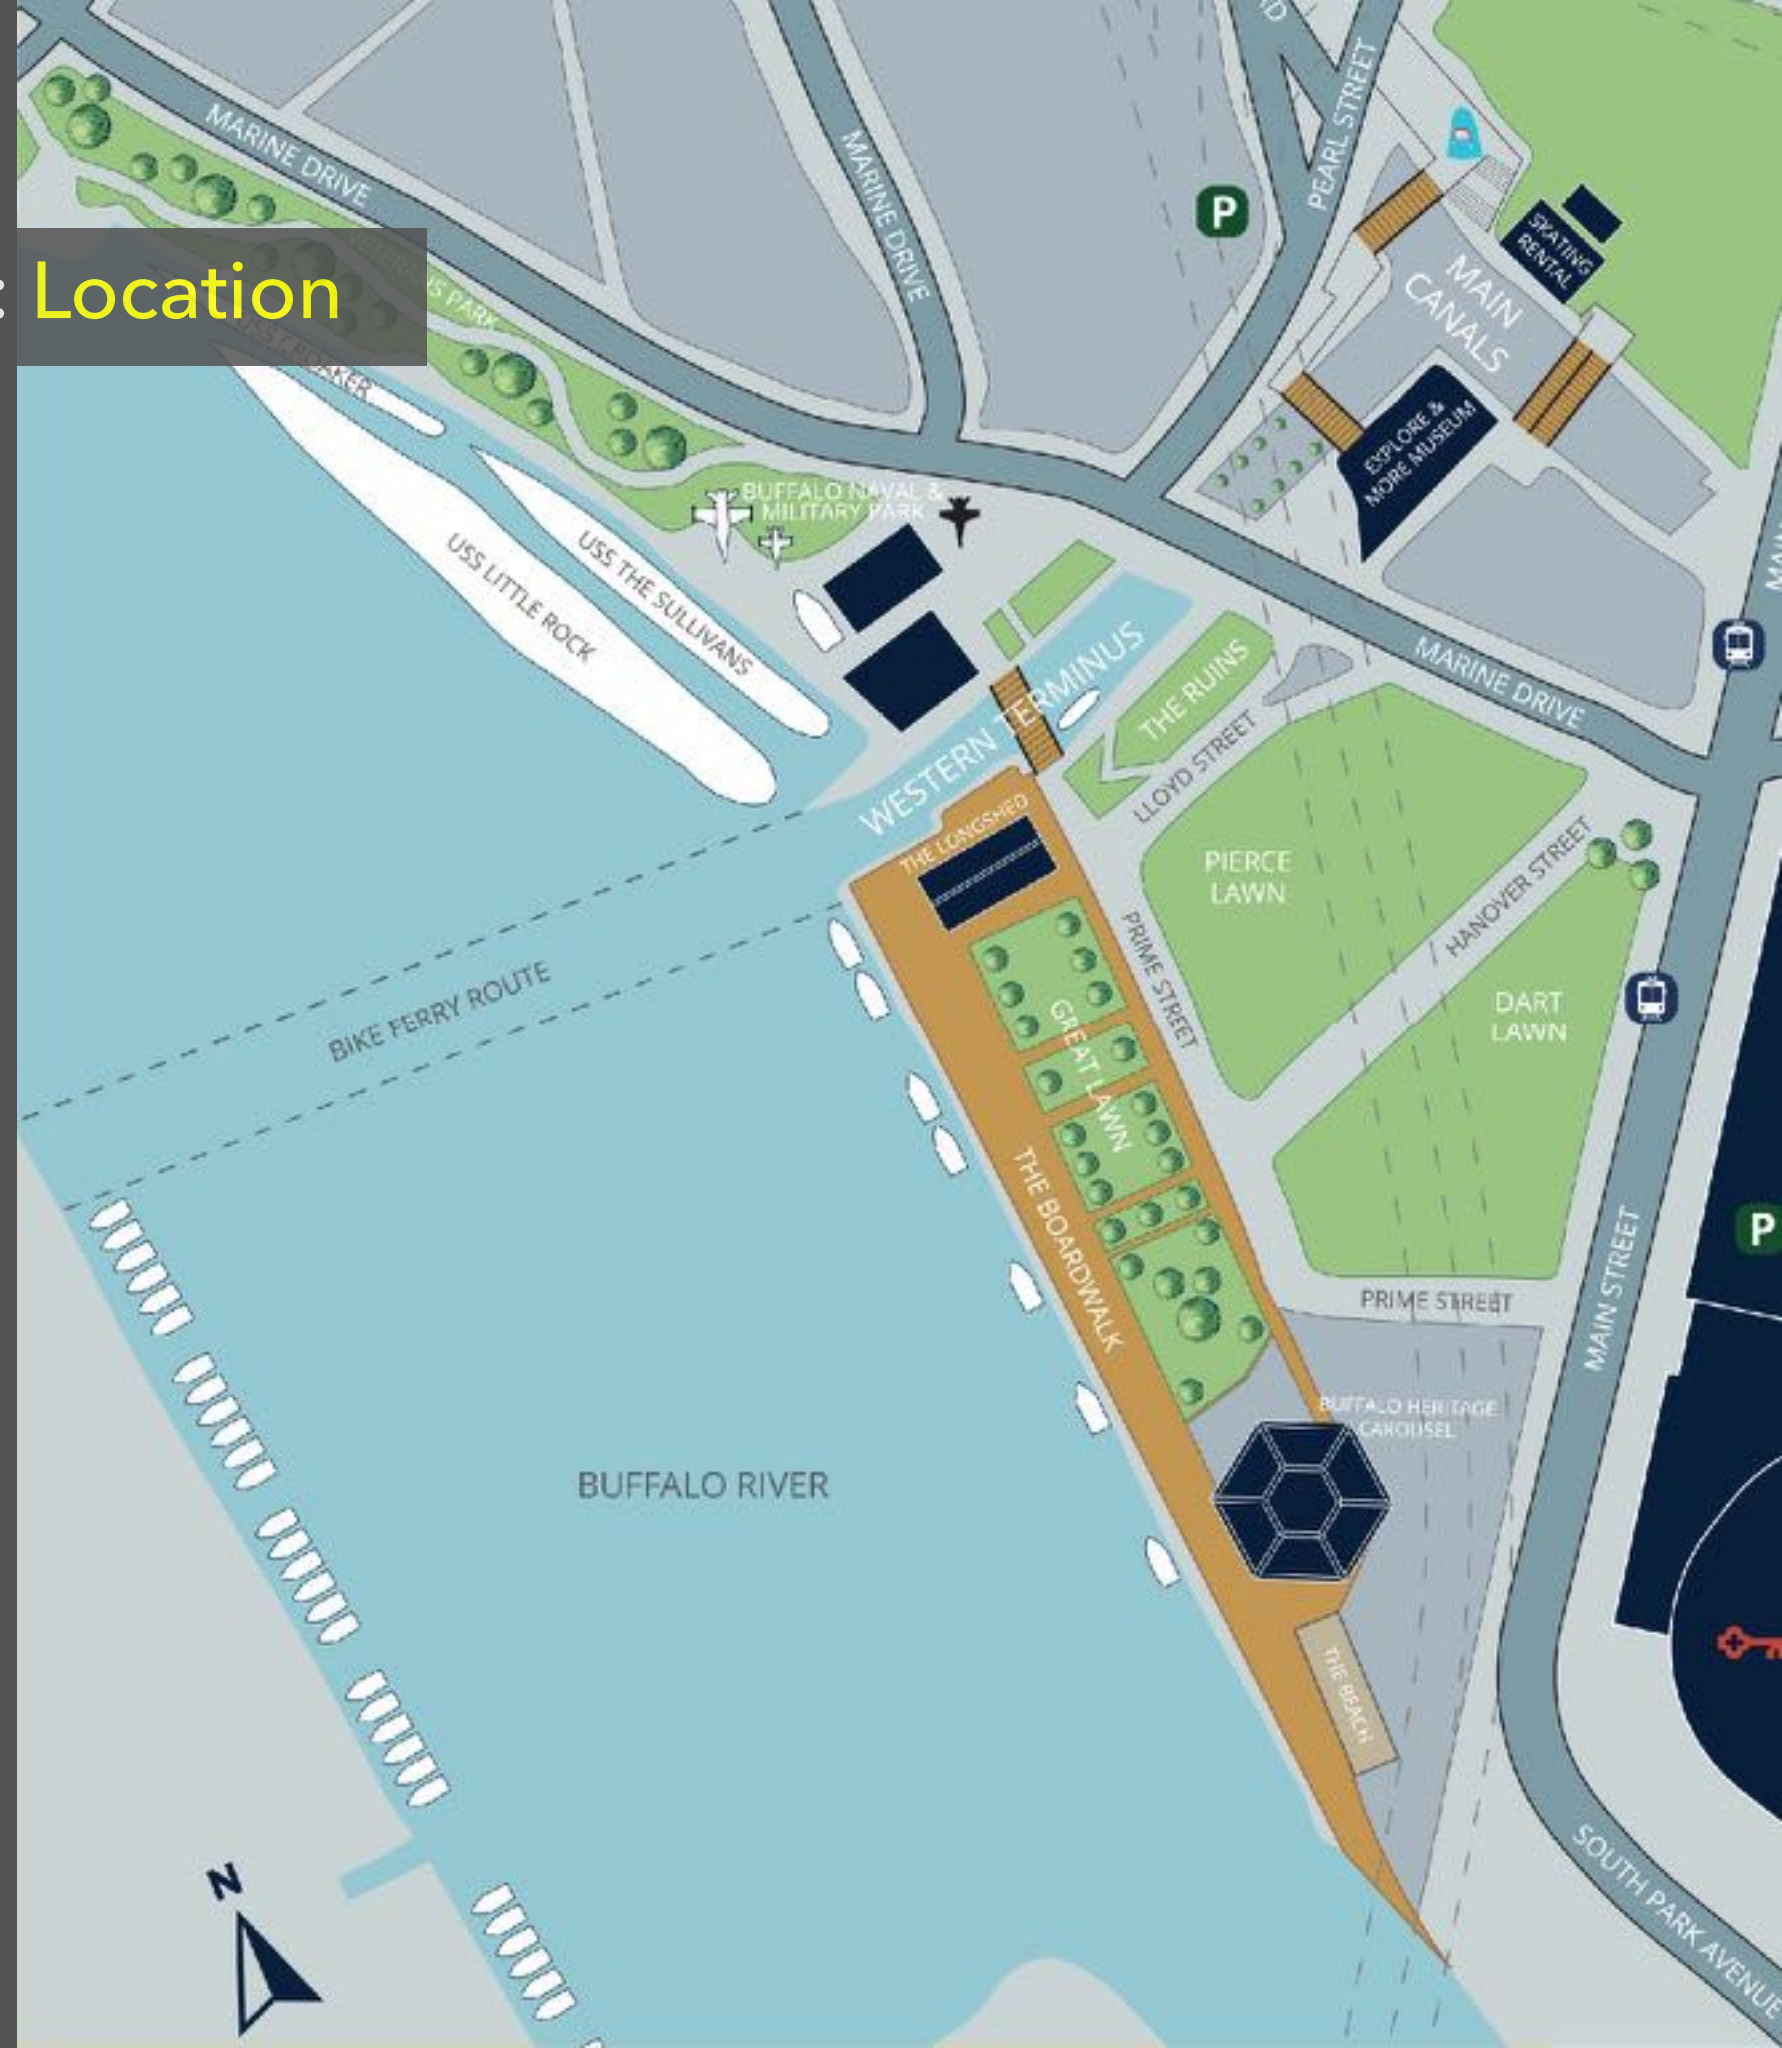 : Location
MARINE DRIVE
MARINE DRIVE
PEARL STREET
P
SKATING
RENTAL
MAIN
CANALS
EXPLORE &
MORE MUSEUM
PARK
USS CROAKER
BUFFALO NAVAL &
MILITARY PARK
USS LITTLE ROCK
USS THE SULLIVANS
WESTERN TERMINUS
THE RUINS
LLOYD STREET
MARINE DRIVE
THE LONGSHED
PIERCE
LAWN
HANOVER STREET
PRIME STREET
DART
LAWN
BIKE FERRY ROUTE
GREAT LAWN
THE BOARDWALK
P
MAIN STREET
PRIME STREET
BUFFALO HERITAGE
CAROUSEL
BUFFALO RIVER
THE BEACH
SOUTH PARK AVENUE
N